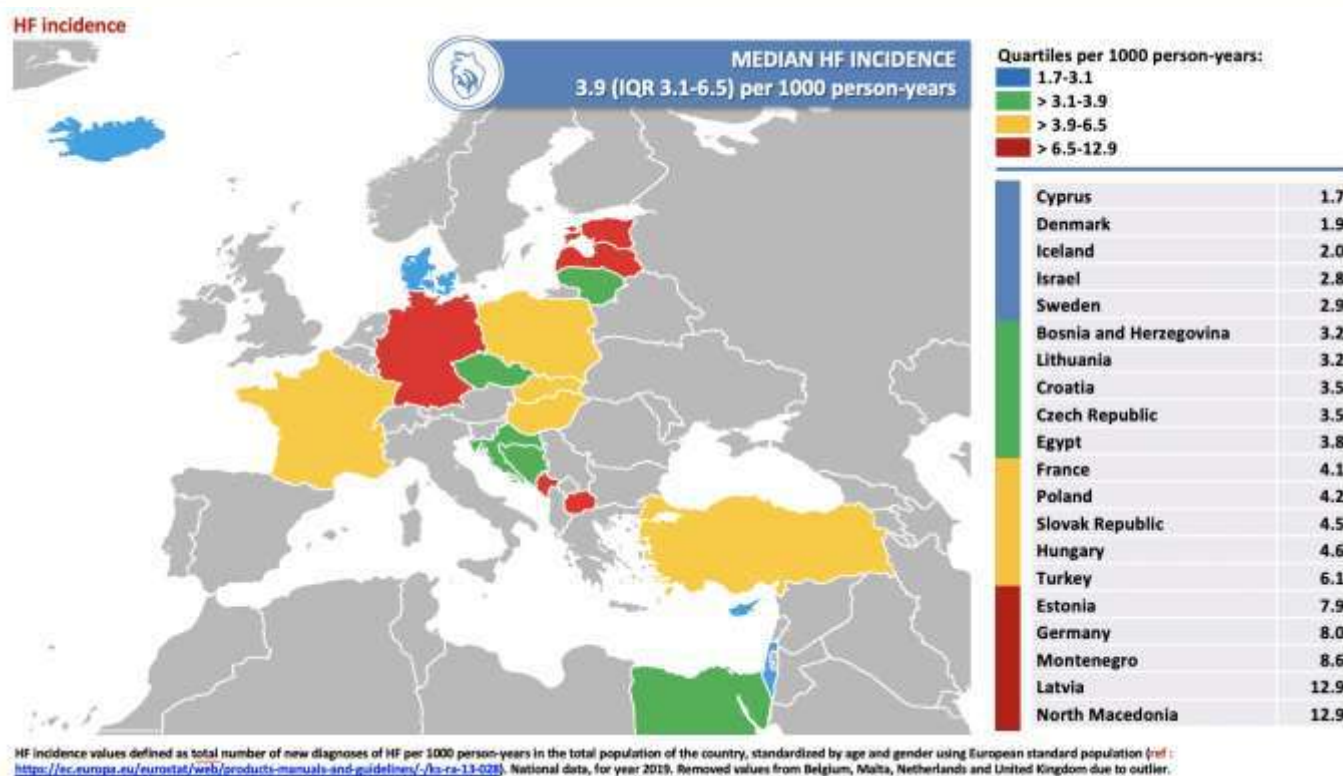 HF incidence
MEDIAN HF INCIDENCE
3.9 (IQR 3.1-6.5) per 1000 person-years
Quartiles per 1000 person-years:
1.7-3.1
> 3.1-3.9
> 3.9-6.5
> 6.5-12.9
Cyprus 1.7
Denmark 1.9
Iceland 2.0
Israel 2.8
Sweden 2.9
Bosnia and Herzegovina 3.2
Lithuania 3.2
Croatia 3.5
Czech Republic 3.5
Egypt 3.8
France 4.1
Poland 4.2
Slovak Republic 4.5
Hungary 4.6
Turkey 6.1
Estonia 7.9
Germany 8.0
Montenegro 8.6
Latvia 12.9
North Macedonia 12.9
HF incidence values defined as total number of new diagnoses of HF per 1000 person-years in the total population of the country, standardized by age and gender using European standard population (ref :
https://ec.europa.eu/eurostat/web/products-manuals-and-guidelines/-/ks-ra-13-028). National data, for year 2019. Removed values from Belgium, Malta, Netherlands and United Kingdom due to outlier.